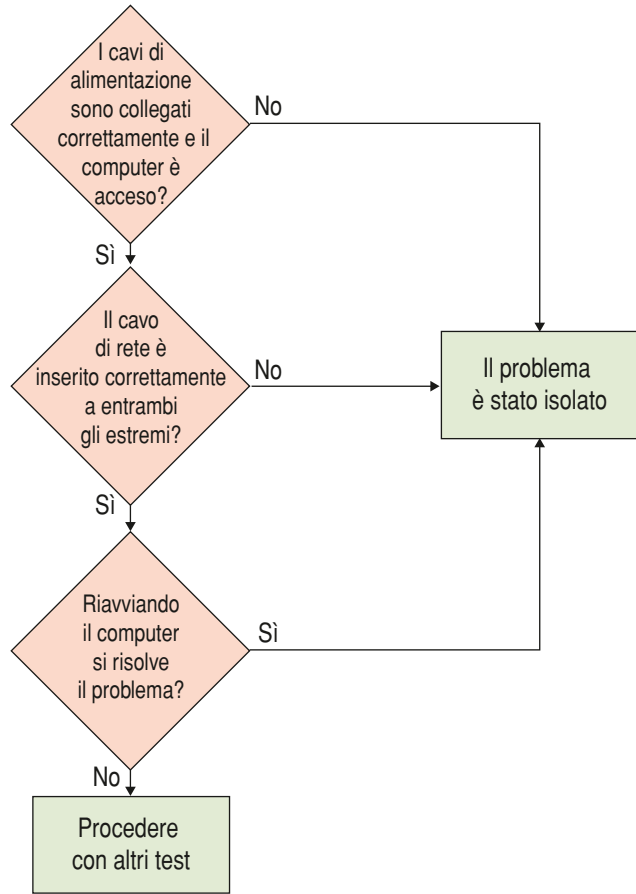 I cavi di
alimentazione
sono collegati
correttamente e il
computer è
acceso?
No
Sì
Il cavo
di rete è
inserito correttamente
a entrambi
gli estremi?
No
Il problema
è stato isolato
Sì
Riavviando
il computer
si risolve
il problema?
Sì
No
Procedere
con altri test